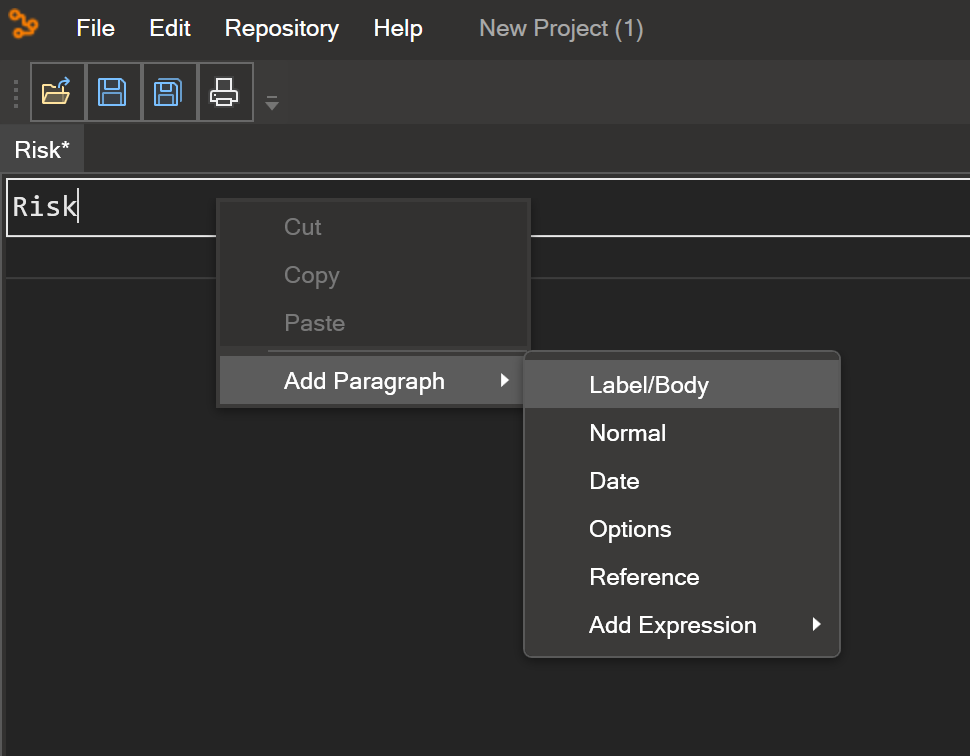 File Edit Repository Help New Project (1)
Risk*
Risk
Cut
Copy
Paste
Add Paragraph
Label/Body
Normal
Date
Options
Reference
Add Expression